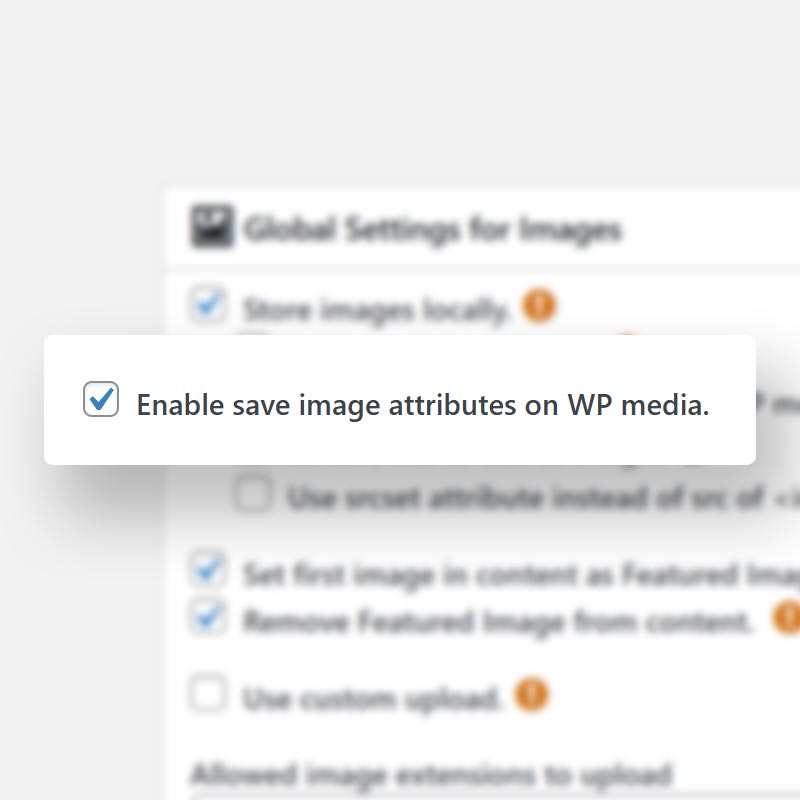 Global Settings for Images
Store images locally.
Enable save image attributes on WP media.
Use srcset attribute instead of src of
Set first image in content as Featured
Remove Featured Image from content.
Use custom upload.
Allowed image extensions to upload